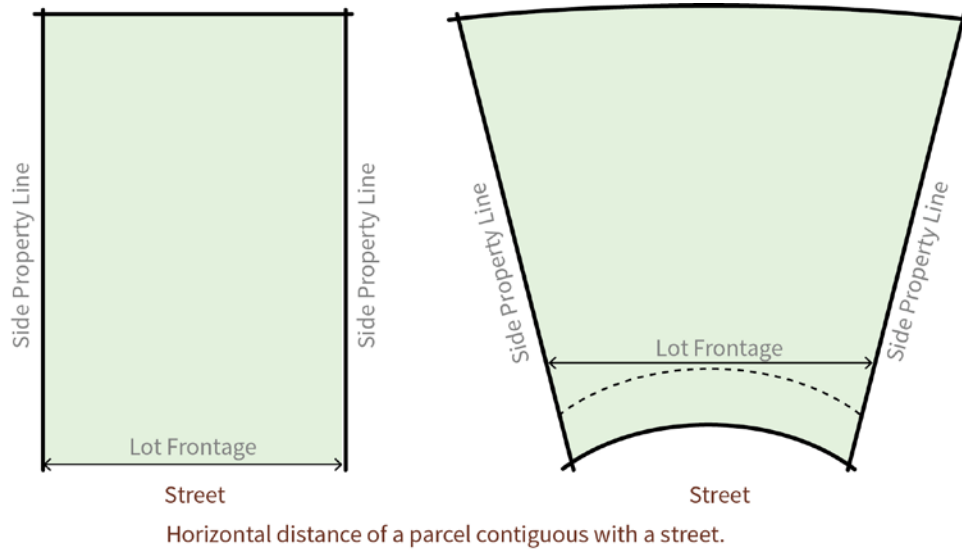 Side Property Line
Side Property Line
Lot Frontage
Street
Side Property Line
Side Property Line
Lot Frontage
Street
Horizontal distance of a parcel contiguous with a street.